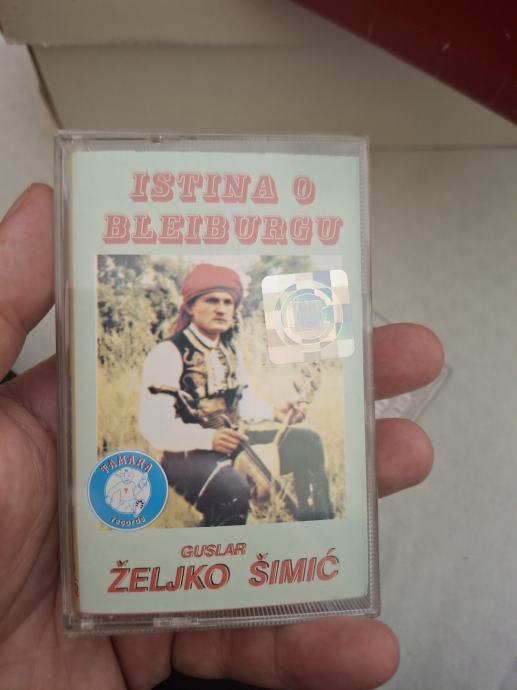 ISTINA O
BLEIBURGU
TAMARA
records
GUSLAR
ŽELJKO ŠIMIĆ